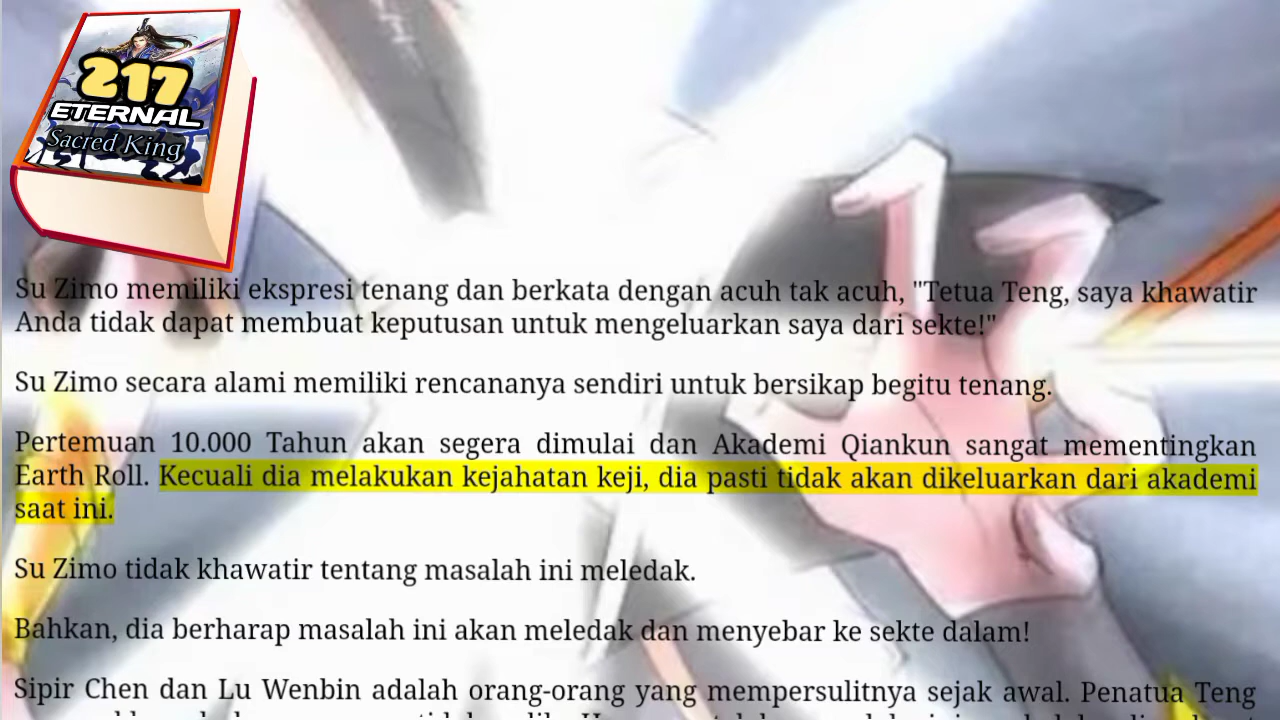 217
ETERNAL
Sacred King
Su Zimo memiliki ekspresi tenang dan berkata dengan acuh tak acuh, "Tetua Teng, saya khawatir
Anda tidak dapat membuat keputusan untuk mengeluarkan saya dari sekte!"
Su Zimo secara alami memiliki rencananya sendiri untuk bersikap begitu tenang.
Pertemuan 10.000 Tahun akan segera dimulai dan Akademi Qiankun sangat mementingkan
Earth Roll. Kecuali dia melakukan kejahatan keji, dia pasti tidak akan dikeluarkan dari akademi
saat ini.
Su Zimo tidak khawatir tentang masalah ini meledak.
Bahkan, dia berharap masalah ini akan meledak dan menyebar ke sekte dalam!
Sipir Chen dan Lu Wenbin adalah orang-orang yang mempersulitnya sejak awal. Penatua Teng